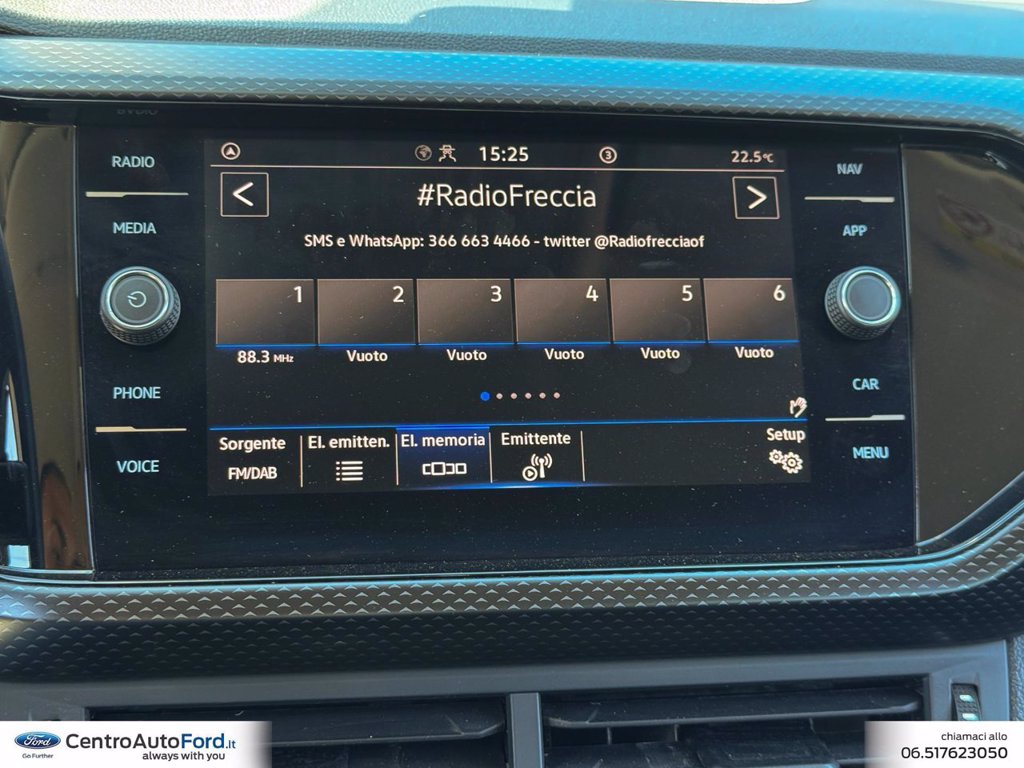 RADIO
MEDIA
PHONE
VOICE
15:25
3
22.5°C
< #RadioFreccia >
SMS e WhatsApp: 366 663 4466 - twitter @Radiofrecciaof
1 2 3 4 5 6
88.3 MHz Vuoto Vuoto Vuoto Vuoto Vuoto
Sorgente El. emitten. El. memoria Emittente Setup
FM/DAB
NAV
APP
CAR
MENU
Ford CentroAutoFord.it
Go Further always with you
chiamaci allo
06.517623050